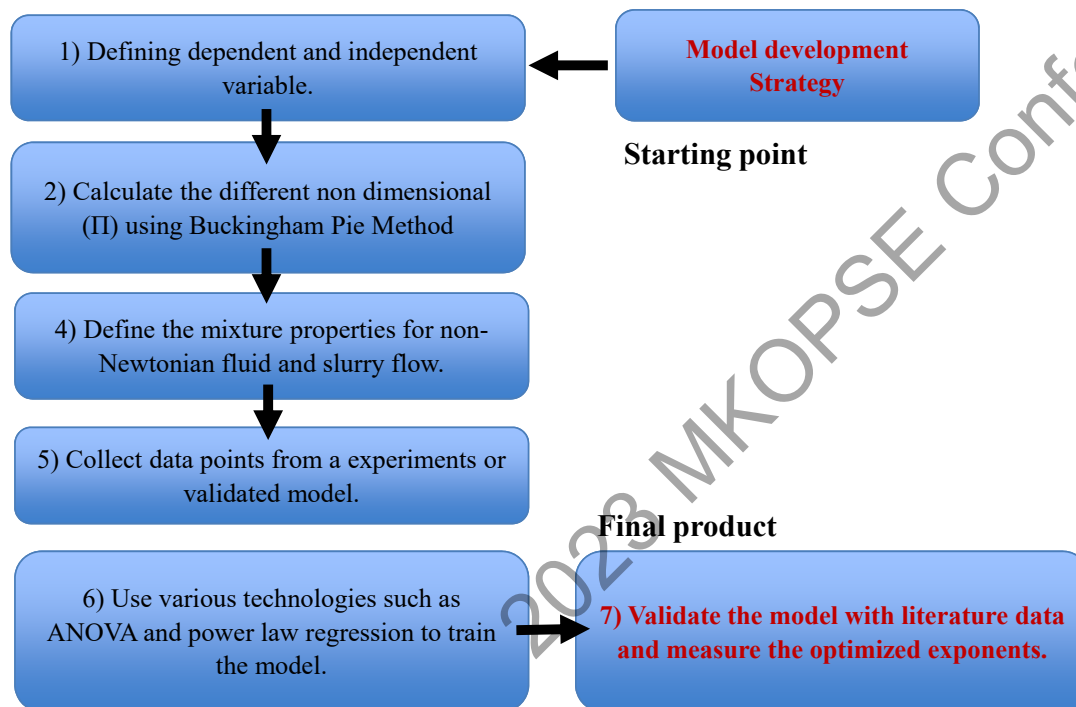 Model development
Strategy
Starting point
1) Defining dependent and independent
variable.
2) Calculate the different non dimensional
(Π) using Buckingham Pie Method
4) Define the mixture properties for non-
Newtonian fluid and slurry flow.
5) Collect data points from a experiments or
validated model.
6) Use various technologies such as
ANOVA and power law regression to train
the model.
Final product
7) Validate the model with literature data
and measure the optimized exponents.
2023 MKOPSE Confe